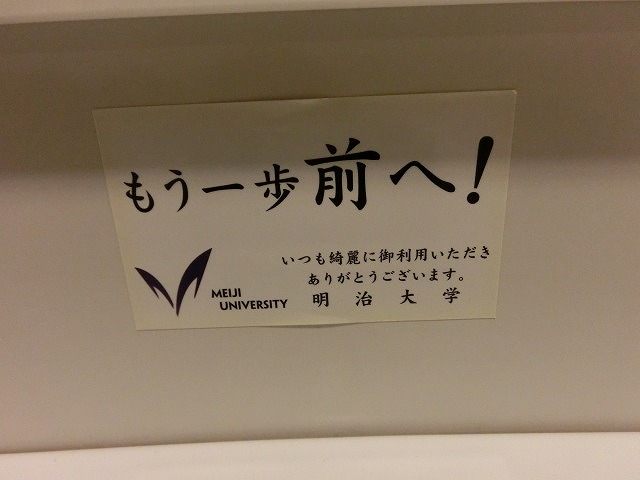 もう一歩前へ!
いつも綺麗に御利用いただき
ありがとうございます。
明治大学
MEIJI
UNIVERSITY